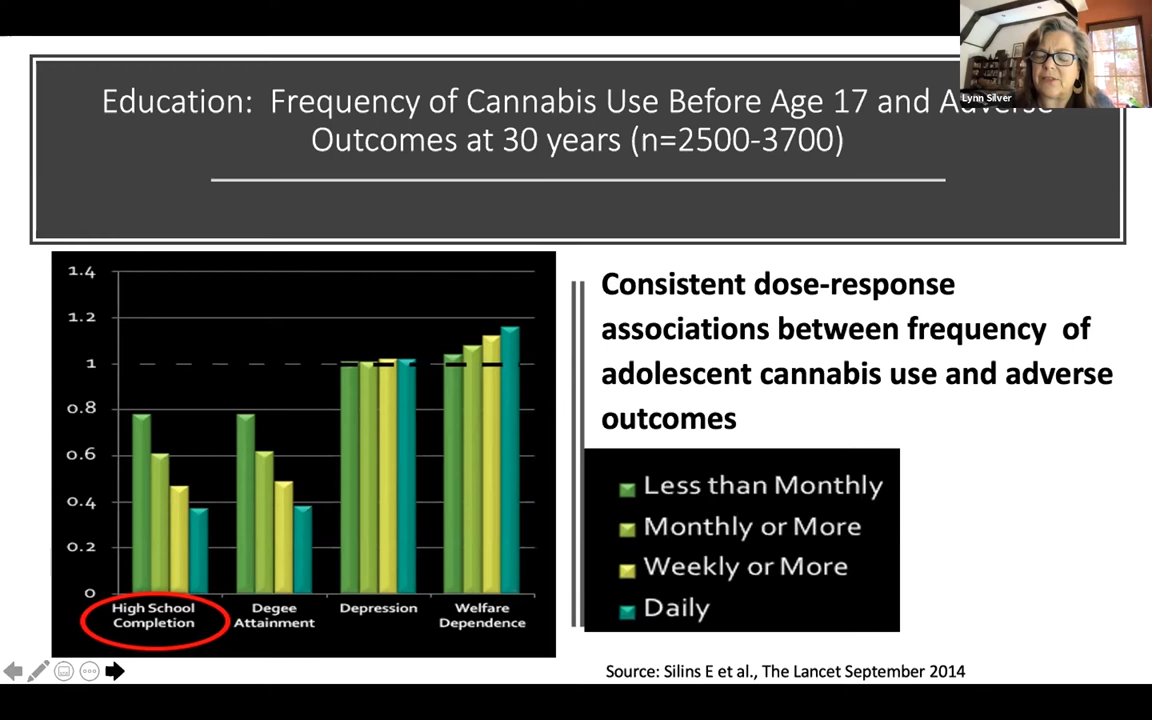 Lynn Silver
Education: Frequency of Cannabis Use Before Age 17 and Adverse
Outcomes at 30 years (n=2500-3700)
1.4
1.2
1
0.8
0.6
0.4
0.2
0
High School
Completion
Degee
Attainment
Depression
Welfare
Dependence
Consistent dose-response
associations between frequency of
adolescent cannabis use and adverse
outcomes
Less than Monthly
Monthly or More
Weekly or More
Daily
Source: Silins E et al., The Lancet September 2014